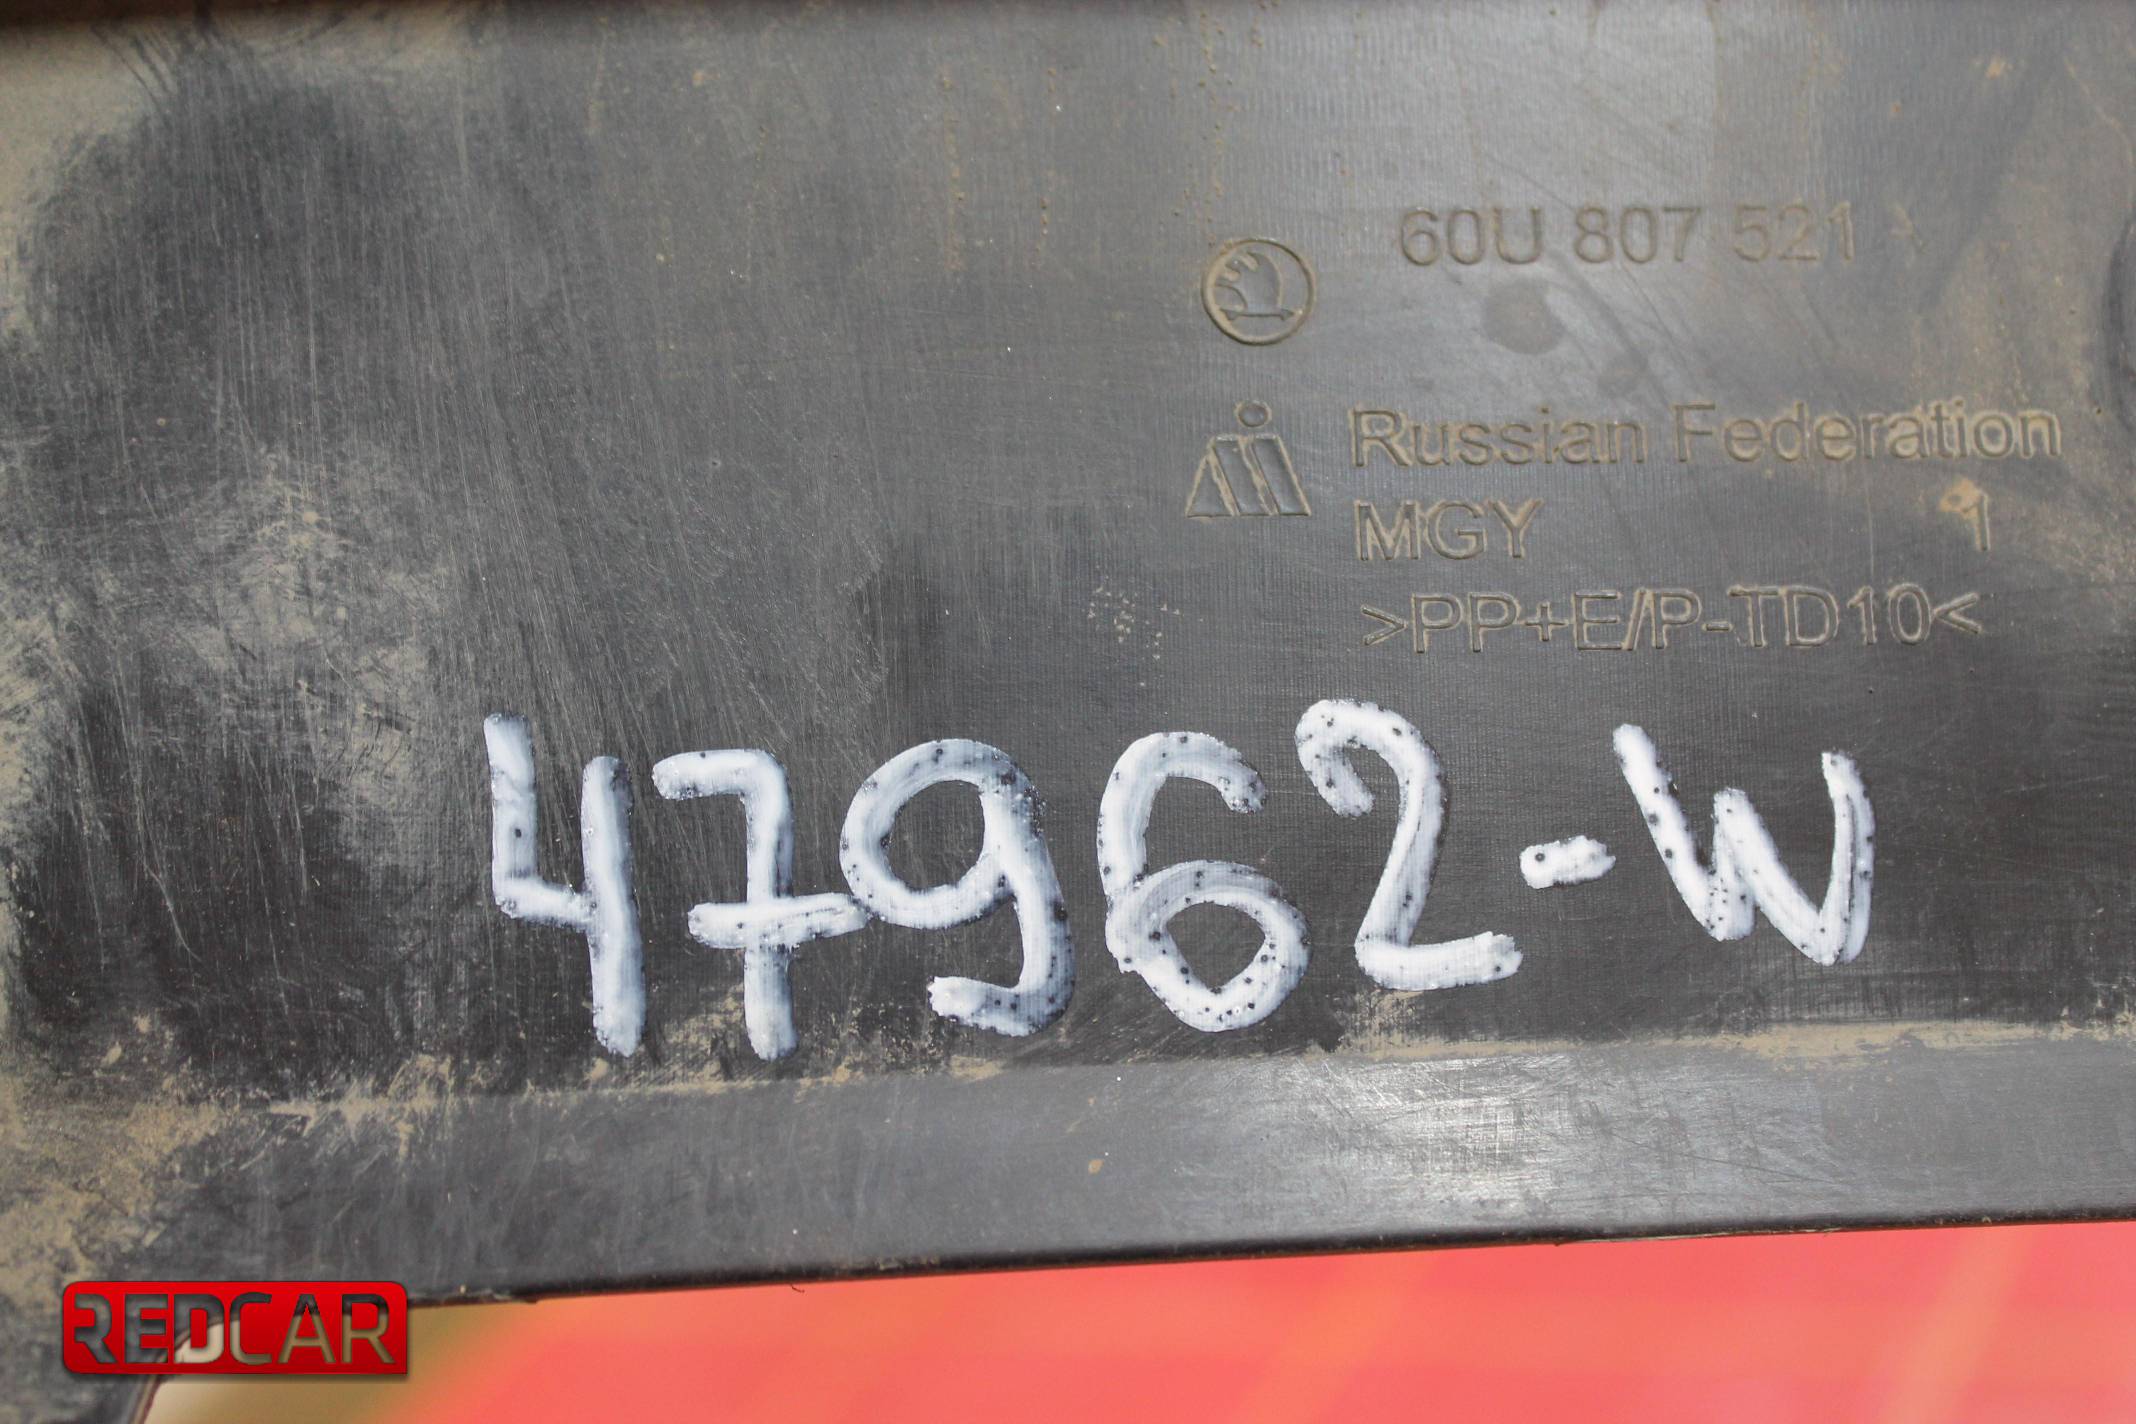 60U 807 521
Russian Federation
MGY 1
>PP+E/P-TD10<
47962-W
REDCAR